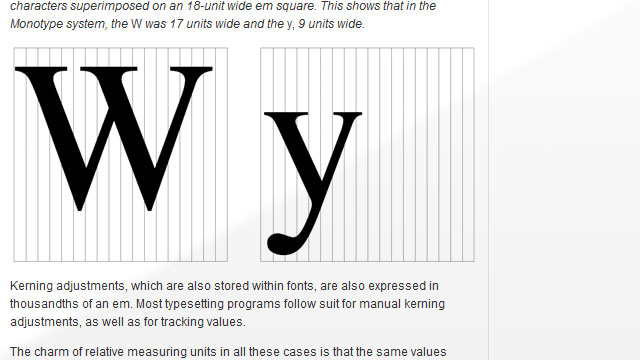 characters superimposed on an 18-unit wide em square. This shows that in the
Monotype system, the W was 17 units wide and the y, 9 units wide.
W y
Kerning adjustments, which are also stored within fonts, are also expressed in
thousandths of an em. Most typesetting programs follow suit for manual kerning
adjustments, as well as for tracking values.
The charm of relative measuring units in all these cases is that the same values